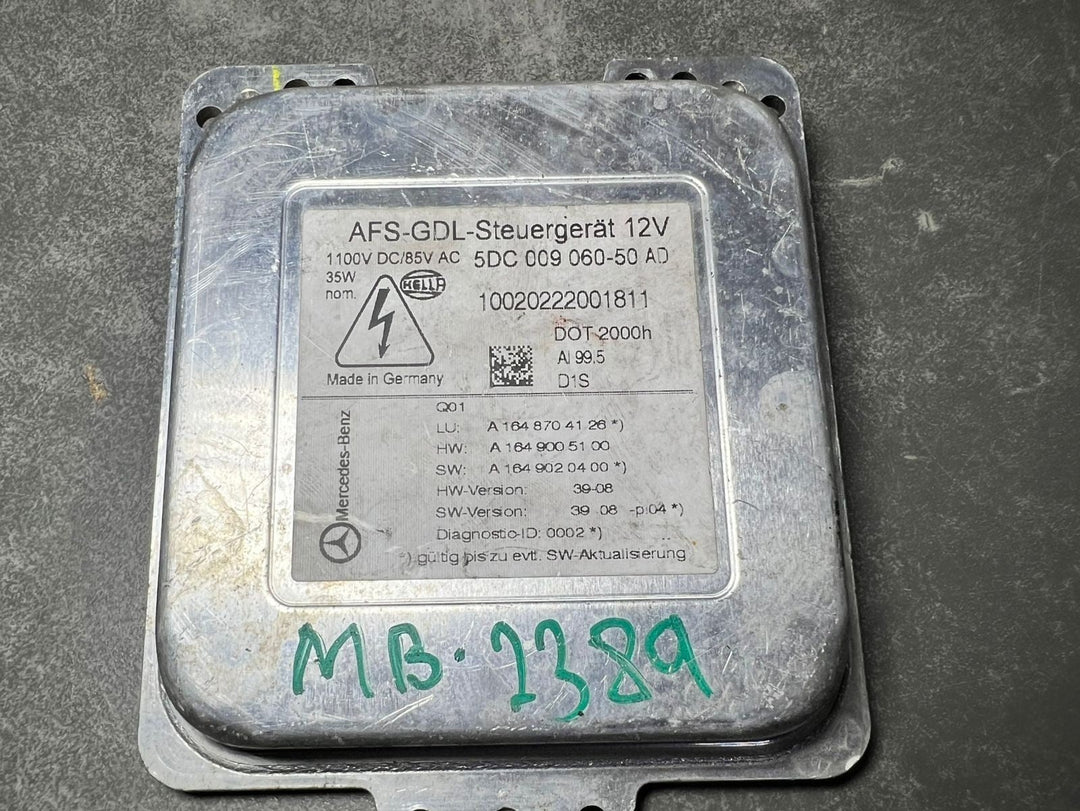 AFS-GDL-Steuergerät 12V
1100V DC/85V AC 5DC 009 060-50 AD
35W
nom.
HELLA
10020222001811
DOT 2000h
Al 99.5
D1S
Made in Germany
Mercedes-Benz
Q01
LU: A 164 870 41 26 *)
HW: A 164 900 51 00
SW: A 164 902 04 00 *)
HW-Version: 39-08
SW-Version: 39 08 -p:04 *)
Diagnostic-ID: 0002 *)
*) gültig bis zu evtl. SW-Aktualisierung
MB.2389